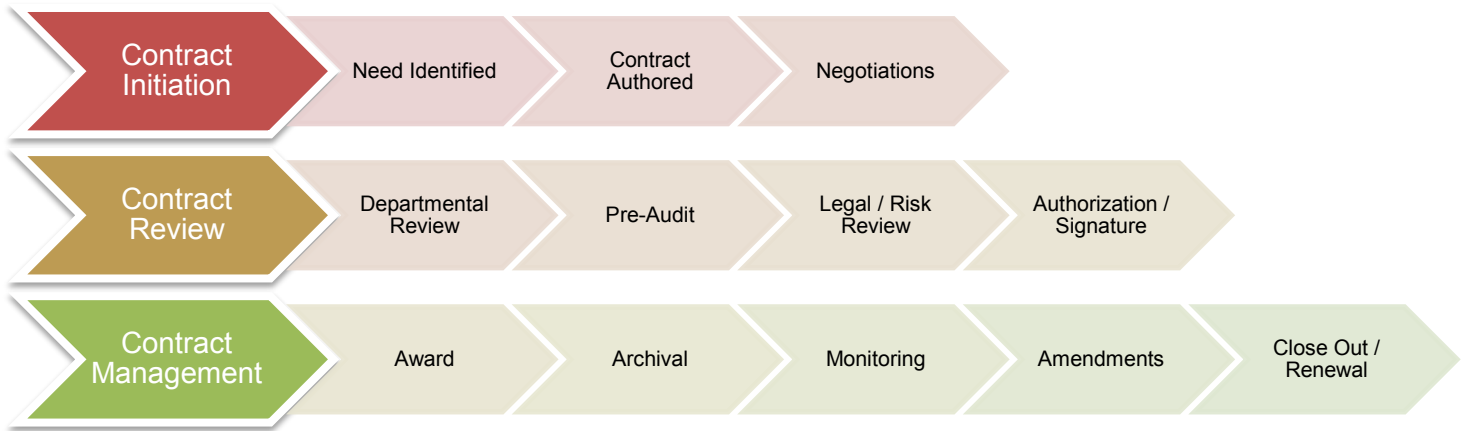 Contract
Initiation
Need Identified
Contract
Authored
Negotiations
Contract
Review
Departmental
Review
Pre-Audit
Legal / Risk
Review
Authorization /
Signature
Contract
Management
Award
Archival
Monitoring
Amendments
Close Out /
Renewal